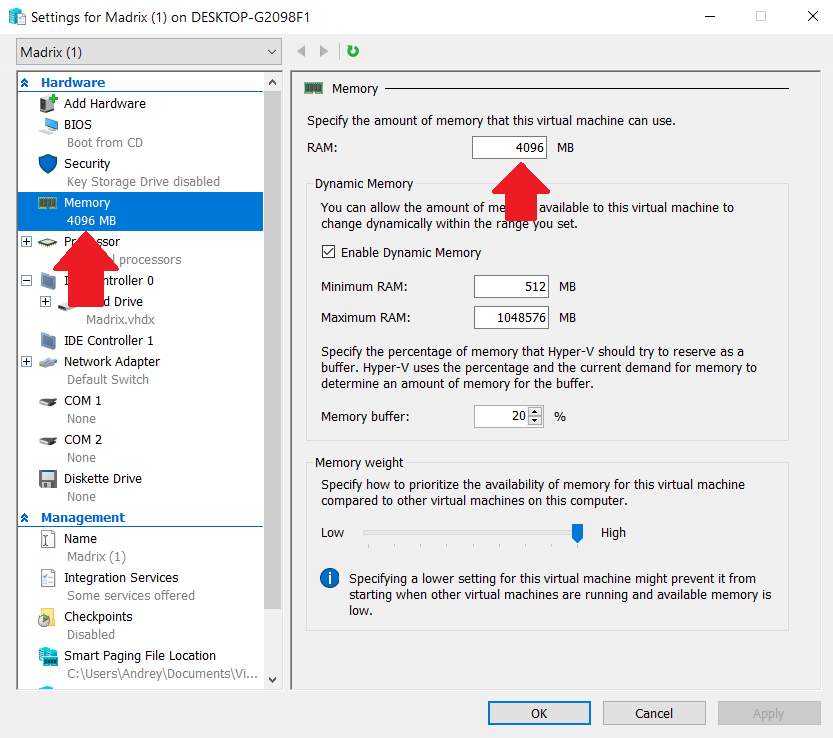 Settings for Madrix (1) on DESKTOP-G2098F1
Madrix (1)
Hardware
Add Hardware
BIOS
Boot from CD
Security
Key Storage Drive disabled
Memory
4096 MB
processors
Controller 0
Drive
Madrix.vhdx
IDE Controller 1
Network Adapter
Default Switch
COM 1
None
COM 2
None
Diskette Drive
None
Management
Name
Madrix (1)
Integration Services
Some services offered
Checkpoints
Disabled
Smart Paging File Location
C:\Users\Andrey\Documents\Vi...
Memory
Specify the amount of memory that this virtual machine can use.
RAM: 4096 MB
Dynamic Memory
You can allow the amount of available to this virtual machine to
change dynamically within the range you set.
Enable Dynamic Memory
Minimum RAM: 512 MB
Maximum RAM: 1048576 MB
Specify the percentage of memory that Hyper-V should try to reserve as a
buffer. Hyper-V uses the percentage and the current demand for memory to
determine an amount of memory for the buffer.
Memory buffer: 20 %
Memory weight
Specify how to prioritize the availability of memory for this virtual machine
compared to other virtual machines on this computer.
Low High
Specifying a lower setting for this virtual machine might prevent it from
starting when other virtual machines are running and available memory is
low.
OK Cancel Apply